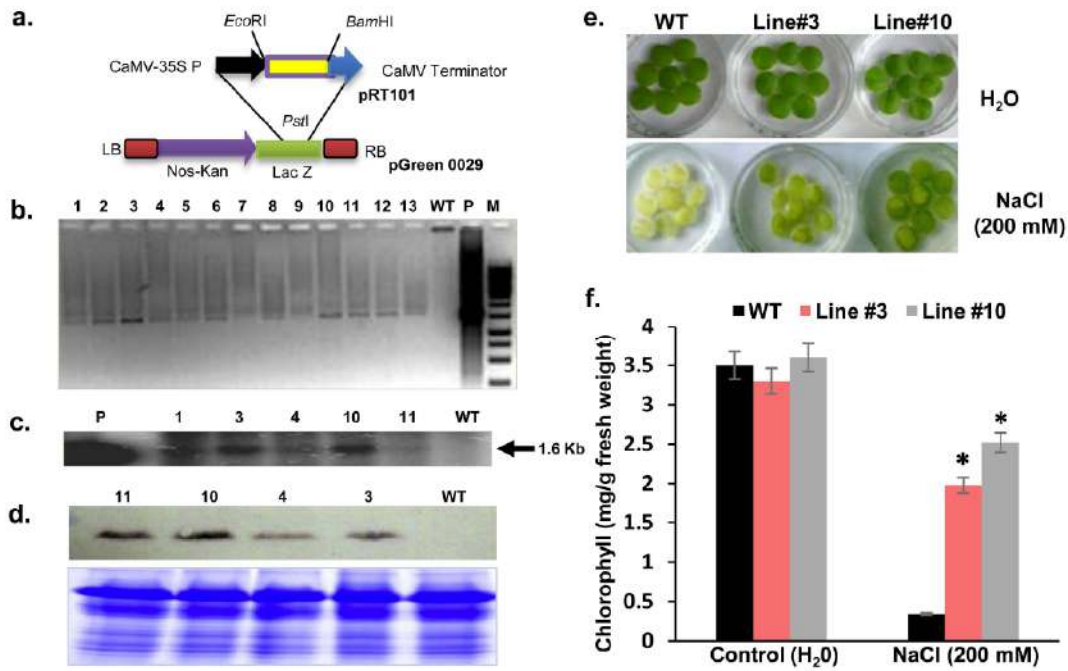 a.
EcoRI
BamHI
CaMV-35S P
CaMV Terminator
pRT101
PstI
LB
RB
Nos-Kan
Lac Z
pGreen 0029
b.
1 2 3 4 5 6 7 8 9 10 11 12 13 WT P M
c.
P 1 3 4 10 11 WT
1.6 Kb
d.
11 10 4 3 WT
e.
WT Line#3 Line#10
H₂O
NaCl
(200 mM)
f.
WT Line #3 Line #10
Chlorophyll (mg/g fresh weight)
4
3.5
3
2.5
2
1.5
1
0.5
0
* *
Control (H₂0) NaCl (200 mM)